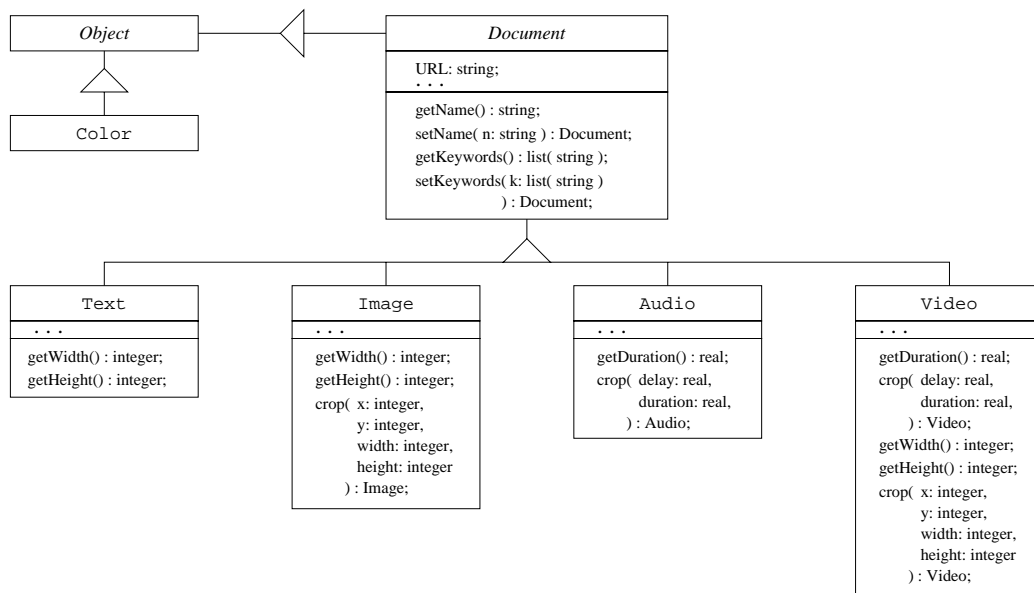 Object
Color
Document
URL: string;
. . .
getName() : string;
setName( n: string ) : Document;
getKeywords() : list( string );
setKeywords( k: list( string )
) : Document;
Text
. . .
getWidth() : integer;
getHeight() : integer;
Image
. . .
getWidth() : integer;
getHeight() : integer;
crop( x: integer,
y: integer,
width: integer,
height: integer
) : Image;
Audio
. . .
getDuration() : real;
crop( delay: real,
duration: real,
) : Audio;
Video
. . .
getDuration() : real;
crop( delay: real,
duration: real,
) : Video;
getWidth() : integer;
getHeight() : integer;
crop( x: integer,
y: integer,
width: integer,
height: integer
) : Video;